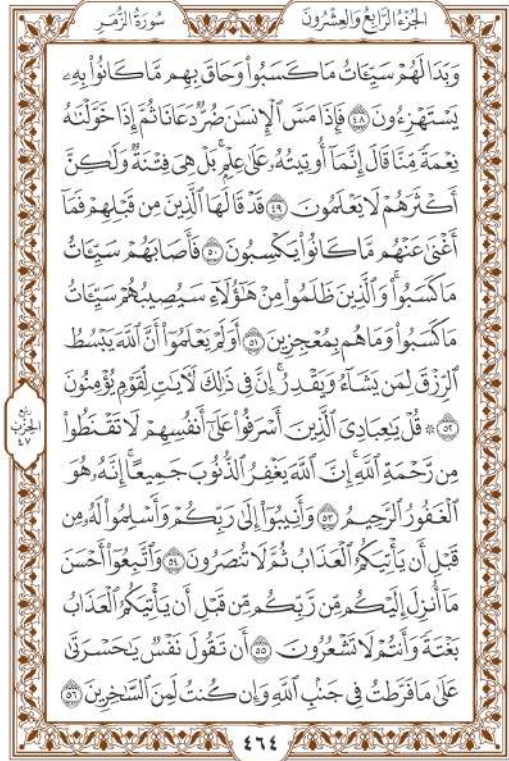 الجُزْءُ الرَّابِعُ وَالعِشْرُونَ
سُورَةُ الزُّمَرِ
وَبَدَا لَهُمْ سَيِّئَاتُ مَا كَسَبُوا۟ وَحَاقَ بِهِم مَّا كَانُوا۟ بِهِۦ
يَسْتَهْزِءُونَ ٤٨ فَإِذَا مَسَّ ٱلْإِنسَٰنَ ضُرٌّ دَعَانَا ثُمَّ إِذَا خَوَّلْنَٰهُ
نِعْمَةً مِّنَّا قَالَ إِنَّمَآ أُوتِيتُهُۥ عَلَىٰ عِلْمٍۭ ۚ بَلْ هِىَ فِتْنَةٌ وَلَٰكِنَّ
أَكْثَرَهُمْ لَا يَعْلَمُونَ ٤٩ قَدْ قَالَهَا ٱلَّذِينَ مِن قَبْلِهِمْ فَمَآ
أَغْنَىٰ عَنْهُم مَّا كَانُوا۟ يَكْسِبُونَ ٥٠ فَأَصَابَهُمْ سَيِّئَاتُ
مَا كَسَبُوا۟ ۚ وَٱلَّذِينَ ظَلَمُوا۟ مِنْ هَٰٓؤُلَآءِ سَيُصِيبُهُمْ سَيِّئَاتُ
مَا كَسَبُوا۟ وَمَا هُم بِمُعْجِزِينَ ٥١ أَوَلَمْ يَعْلَمُوٓا۟ أَنَّ ٱللَّهَ يَبْسُطُ
ٱلرِّزْقَ لِمَن يَشَآءُ وَيَقْدِرُ ۚ إِنَّ فِى ذَٰلِكَ لَءَايَٰتٍ لِّقَوْمٍ يُؤْمِنُونَ
٥٢ ۞ قُلْ يَٰعِبَادِىَ ٱلَّذِينَ أَسْرَفُوا۟ عَلَىٰٓ أَنفُسِهِمْ لَا تَقْنَطُوا۟
مِن رَّحْمَةِ ٱللَّهِ ۚ إِنَّ ٱللَّهَ يَغْفِرُ ٱلذُّنُوبَ جَمِيعًا ۚ إِنَّهُۥ هُوَ
ٱلْغَفُورُ ٱلرَّحِيمُ ٥٣ وَأَنِيبُوٓا۟ إِلَىٰ رَبِّكُمْ وَأَسْلِمُوا۟ لَهُۥ مِن
قَبْلِ أَن يَأْتِيَكُمُ ٱلْعَذَابُ ثُمَّ لَا تُنصَرُونَ ٥٤ وَٱتَّبِعُوٓا۟ أَحْسَنَ
مَآ أُنزِلَ إِلَيْكُم مِّن رَّبِّكُم مِّن قَبْلِ أَن يَأْتِيَكُمُ ٱلْعَذَابُ
بَغْتَةً وَأَنتُمْ لَا تَشْعُرُونَ ٥٥ أَن تَقُولَ نَفْسٌ يَٰحَسْرَتَىٰ
عَلَىٰ مَا فَرَّطتُ فِى جَنۢبِ ٱللَّهِ وَإِن كُنتُ لَمِنَ ٱلسَّٰخِرِينَ ٥٦
رُبْع
الحِزْب
٤٧
٤٦٤